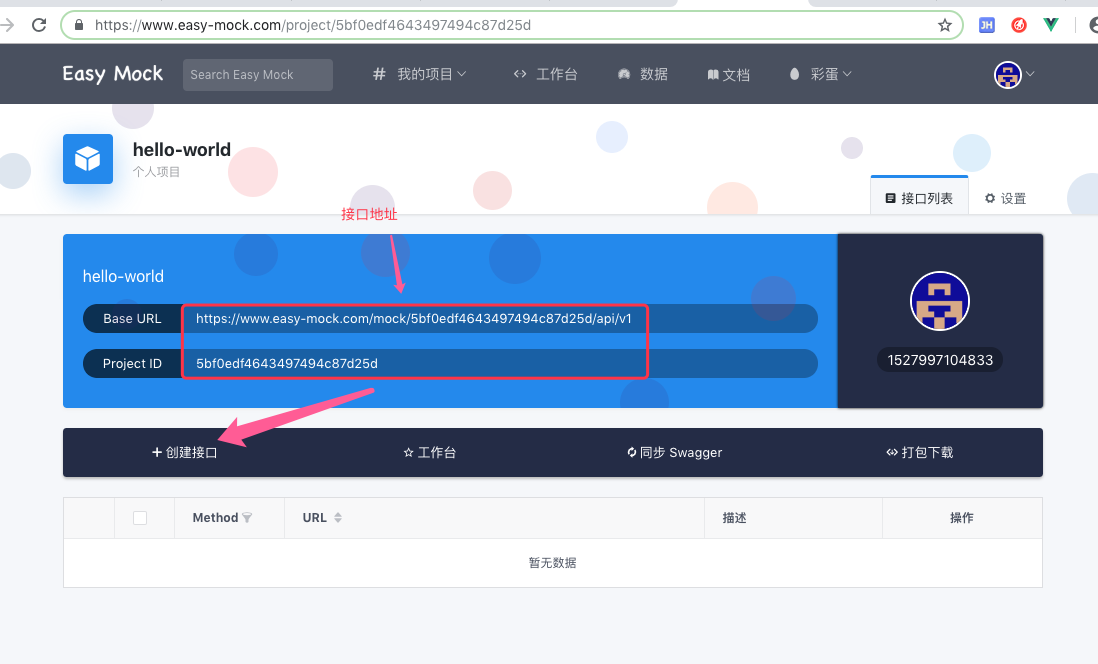 https://www.easy-mock.com/project/5bf0edf4643497494c87d25d
JH
Easy Mock
Search Easy Mock
# 我的项目
工作台
数据
文档
彩蛋
hello-world
个人项目
接口列表
设置
接口地址
hello-world
Base URL
https://www.easy-mock.com/mock/5bf0edf4643497494c87d25d/api/v1
Project ID
5bf0edf4643497494c87d25d
1527997104833
+ 创建接口
工作台
同步 Swagger
打包下载
Method
URL
描述
操作
暂无数据